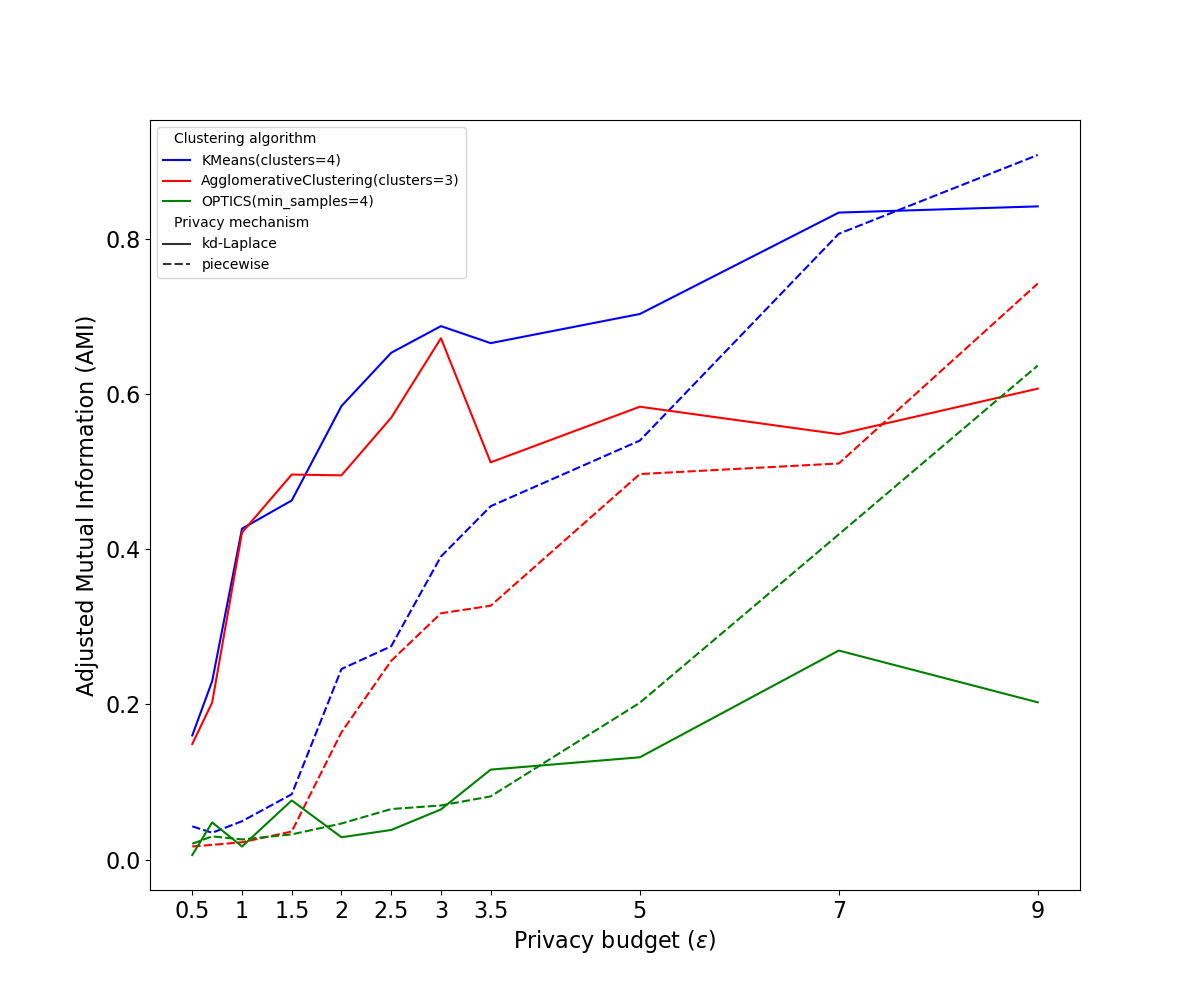 Clustering algorithm
KMeans(clusters=4)
AgglomerativeClustering(clusters=3)
OPTICS(min_samples=4)
Privacy mechanism
kd-Laplace
piecewise
Adjusted Mutual Information (AMI)
0.8
0.6
0.4
0.2
0.0
0.5 1 1.5 2 2.5 3 3.5 5 7 9
Privacy budget (ε)